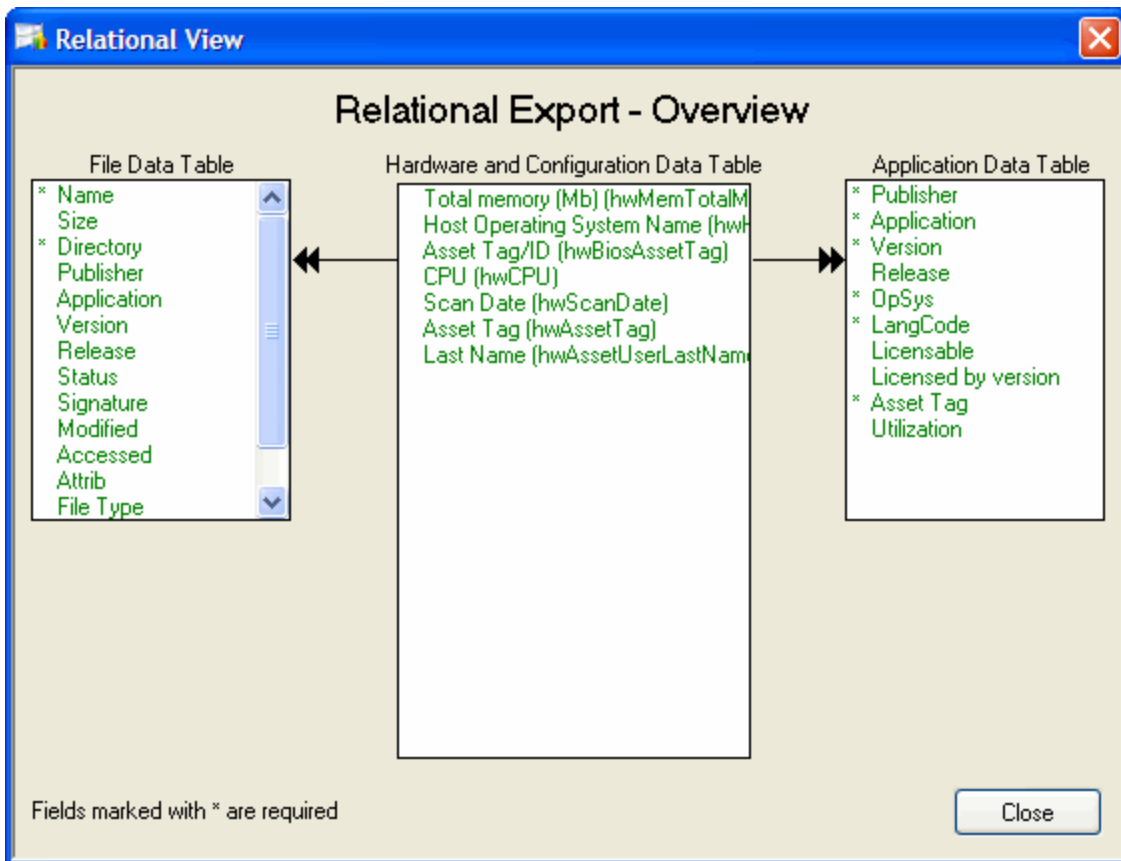 Relational View
Relational Export - Overview
File Data Table
* Name
Size
* Directory
Publisher
Application
Version
Release
Status
Signature
Modified
Accessed
Attrib
File Type
Hardware and Configuration Data Table
Total memory (Mb) (hwMemTotalM
Host Operating System Name (hwH
Asset Tag/ID (hwBiosAssetTag)
CPU (hwCPU)
Scan Date (hwScanDate)
Asset Tag (hwAssetTag)
Last Name (hwAssetUserLastName
Application Data Table
* Publisher
* Application
* Version
Release
* OpSys
* LangCode
Licensable
Licensed by version
* Asset Tag
Utilization
Fields marked with * are required
Close